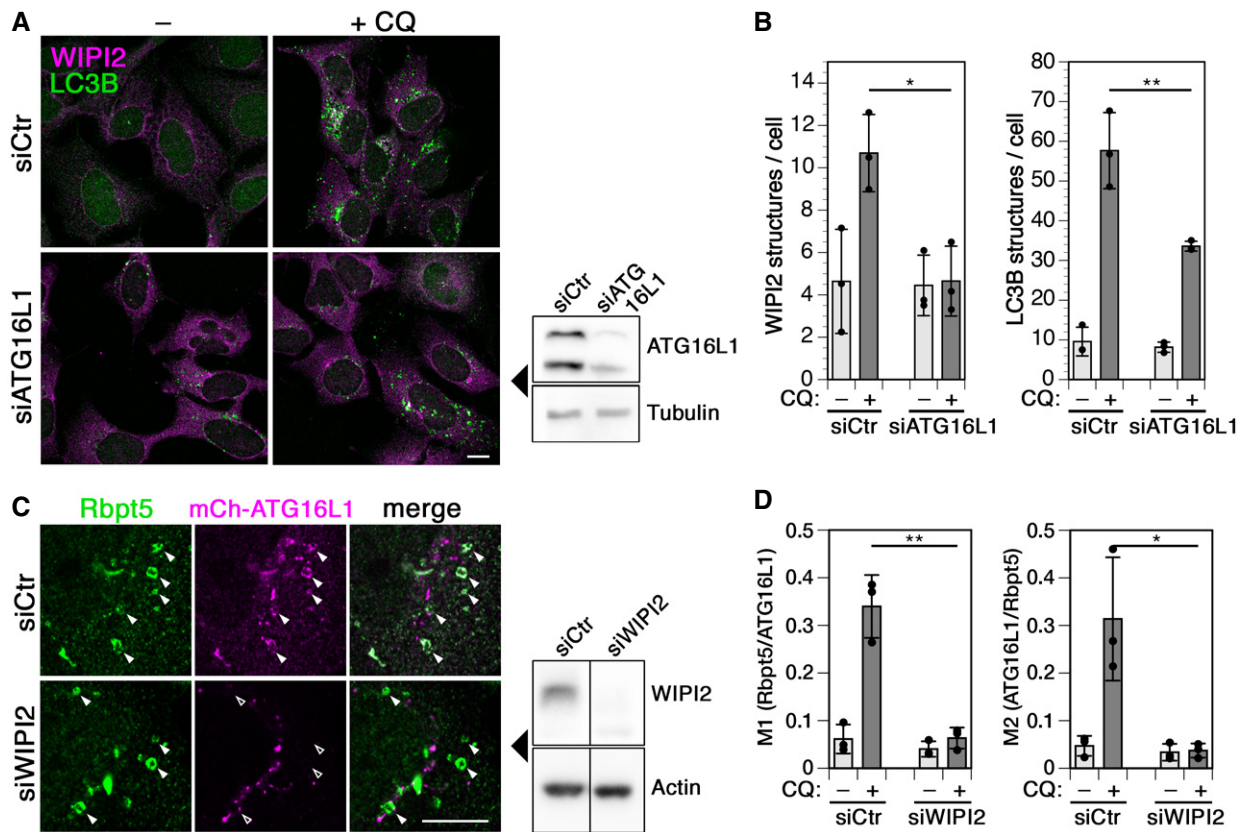 A
–
+ CQ
WIPI2
LC3B
siCtr
siATG16L1
siCtr
siATG
16L1
ATG16L1
Tubulin
B
WIPI2 structures / cell
14
12
10
8
6
4
2
0
CQ: – + – +
siCtr siATG16L1
*
LC3B structures / cell
80
70
60
50
40
30
20
10
0
CQ: – + – +
siCtr siATG16L1
**
C
Rbpt5 mCh-ATG16L1 merge
siCtr
siWIPI2
siCtr
siWIPI2
WIPI2
Actin
D
M1 (Rbpt5/ATG16L1)
0.5
0.4
0.3
0.2
0.1
0
CQ: – + – +
siCtr siWIPI2
**
M2 (ATG16L1/Rbpt5)
0.5
0.4
0.3
0.2
0.1
0
CQ: – + – +
siCtr siWIPI2
*